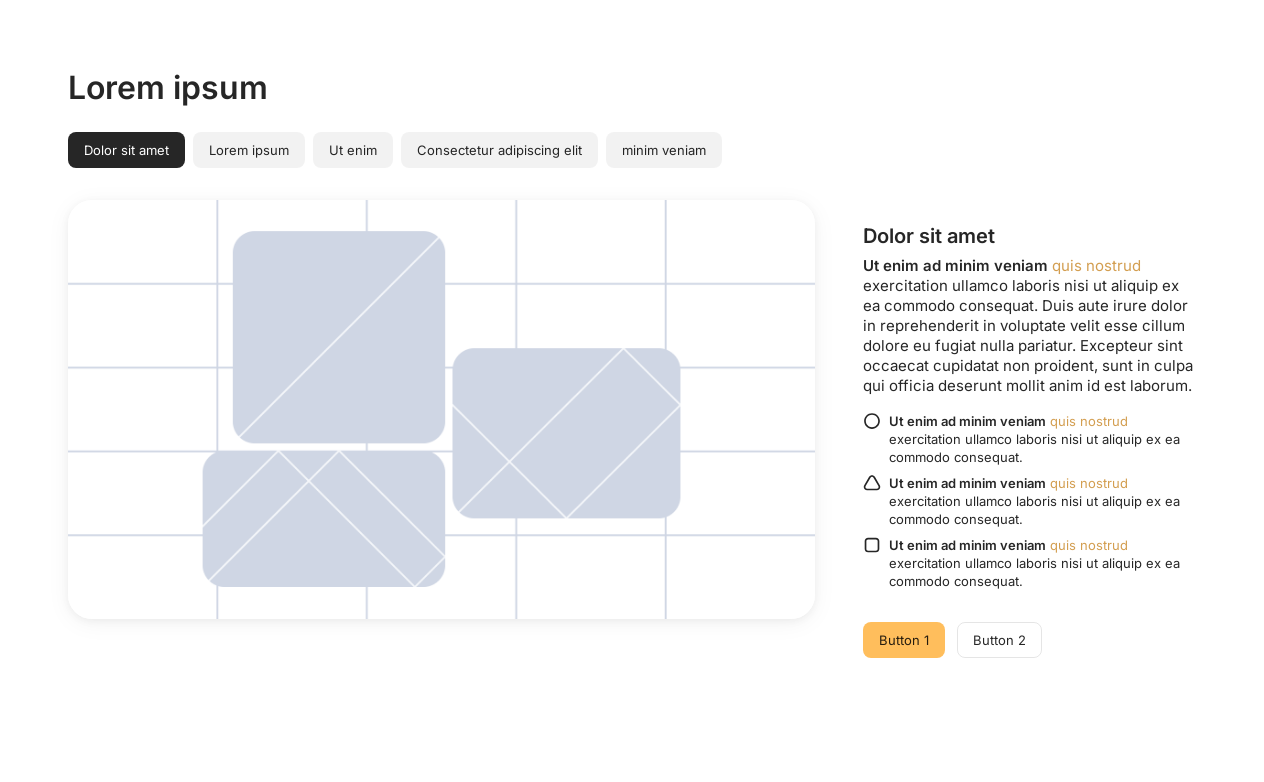 Lorem ipsum
Dolor sit amet
Lorem ipsum
Ut enim
Consectetur adipiscing elit
minim veniam
Dolor sit amet
Ut enim ad minim veniam quis nostrud
exercitation ullamco laboris nisi ut aliquip ex
ea commodo consequat. Duis aute irure dolor
in reprehenderit in voluptate velit esse cillum
dolore eu fugiat nulla pariatur. Excepteur sint
occaecat cupidatat non proident, sunt in culpa
qui officia deserunt mollit anim id est laborum.
Ut enim ad minim veniam quis nostrud
exercitation ullamco laboris nisi ut aliquip ex ea
commodo consequat.
Ut enim ad minim veniam quis nostrud
exercitation ullamco laboris nisi ut aliquip ex ea
commodo consequat.
Ut enim ad minim veniam quis nostrud
exercitation ullamco laboris nisi ut aliquip ex ea
commodo consequat.
Button 1
Button 2